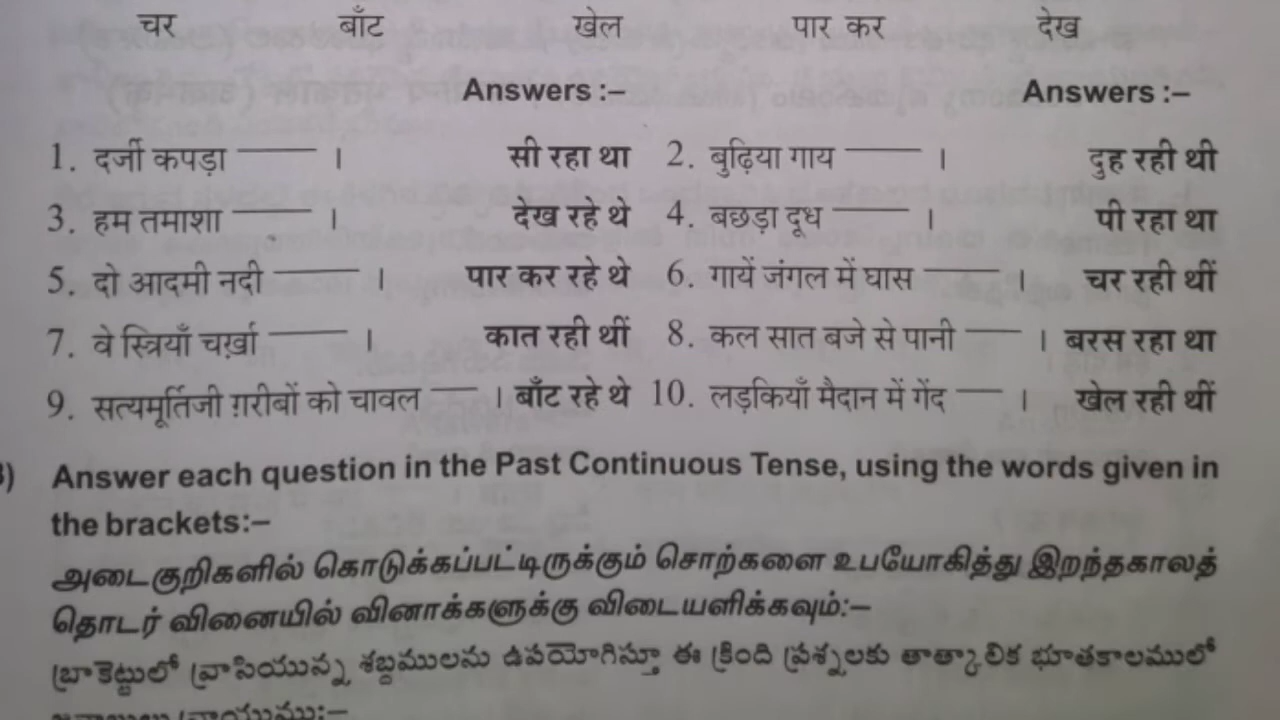 चर बाँट खेल पार कर देख
Answers :– Answers :–
1. दर्जी कपड़ा ——— । सी रहा था 2. बुढ़िया गाय ——— । दुह रही थी
3. हम तमाशा ——— । देख रहे थे 4. बछड़ा दूध ——— । पी रहा था
5. दो आदमी नदी ——— । पार कर रहे थे 6. गायें जंगल में घास ——— । चर रही थीं
7. वे स्त्रियाँ चर्ख़ा ——— । कात रही थीं 8. कल सात बजे से पानी —— । बरस रहा था
9. सत्यमूर्तिजी ग़रीबों को चावल —— । बाँट रहे थे 10. लड़कियाँ मैदान में गेंद —— । खेल रही थीं
) Answer each question in the Past Continuous Tense, using the words given in
the brackets:–
அடைகுறிகளில் கொடுக்கப்பட்டிருக்கும் சொற்களை உபயோகித்து இறந்தகாலத்
தொடர் வினையில் வினாக்களுக்கு விடையளிக்கவும்:–
బ్రాకెట్టులో వ్రాసియున్న శబ్దములను ఉపయోగిస్తూ ఈ క్రింది ప్రశ్నలకు తాత్కాలిక భూతకాలములో